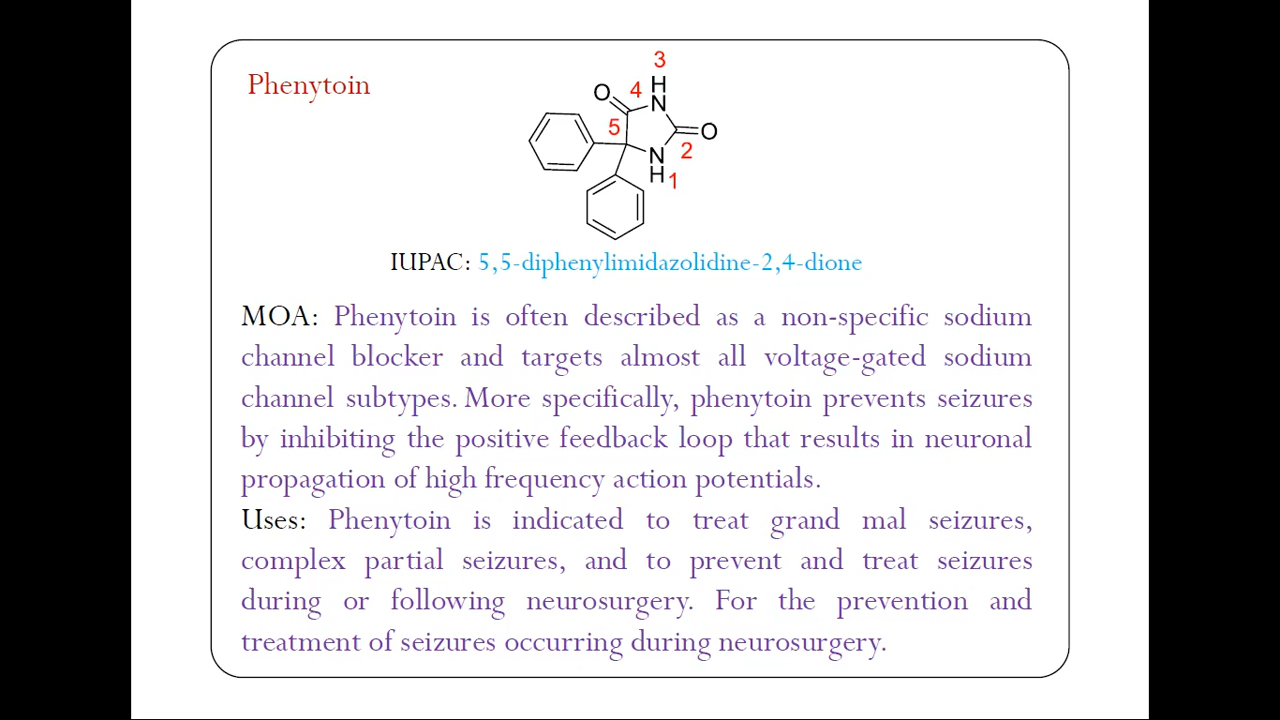 Phenytoin
3
H
O 4 N
5 O
N 2
H 1
IUPAC: 5,5-diphenylimidazolidine-2,4-dione
MOA: Phenytoin is often described as a non-specific sodium
channel blocker and targets almost all voltage-gated sodium
channel subtypes. More specifically, phenytoin prevents seizures
by inhibiting the positive feedback loop that results in neuronal
propagation of high frequency action potentials.
Uses: Phenytoin is indicated to treat grand mal seizures,
complex partial seizures, and to prevent and treat seizures
during or following neurosurgery. For the prevention and
treatment of seizures occurring during neurosurgery.